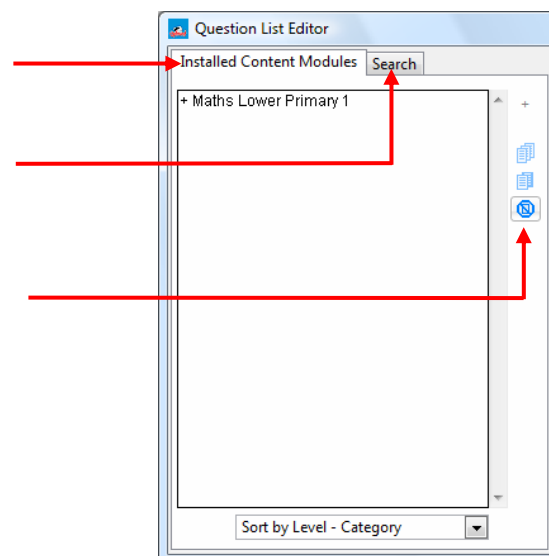 Question List Editor
Installed Content Modules Search
+ Maths Lower Primary 1
+
Sort by Level - Category